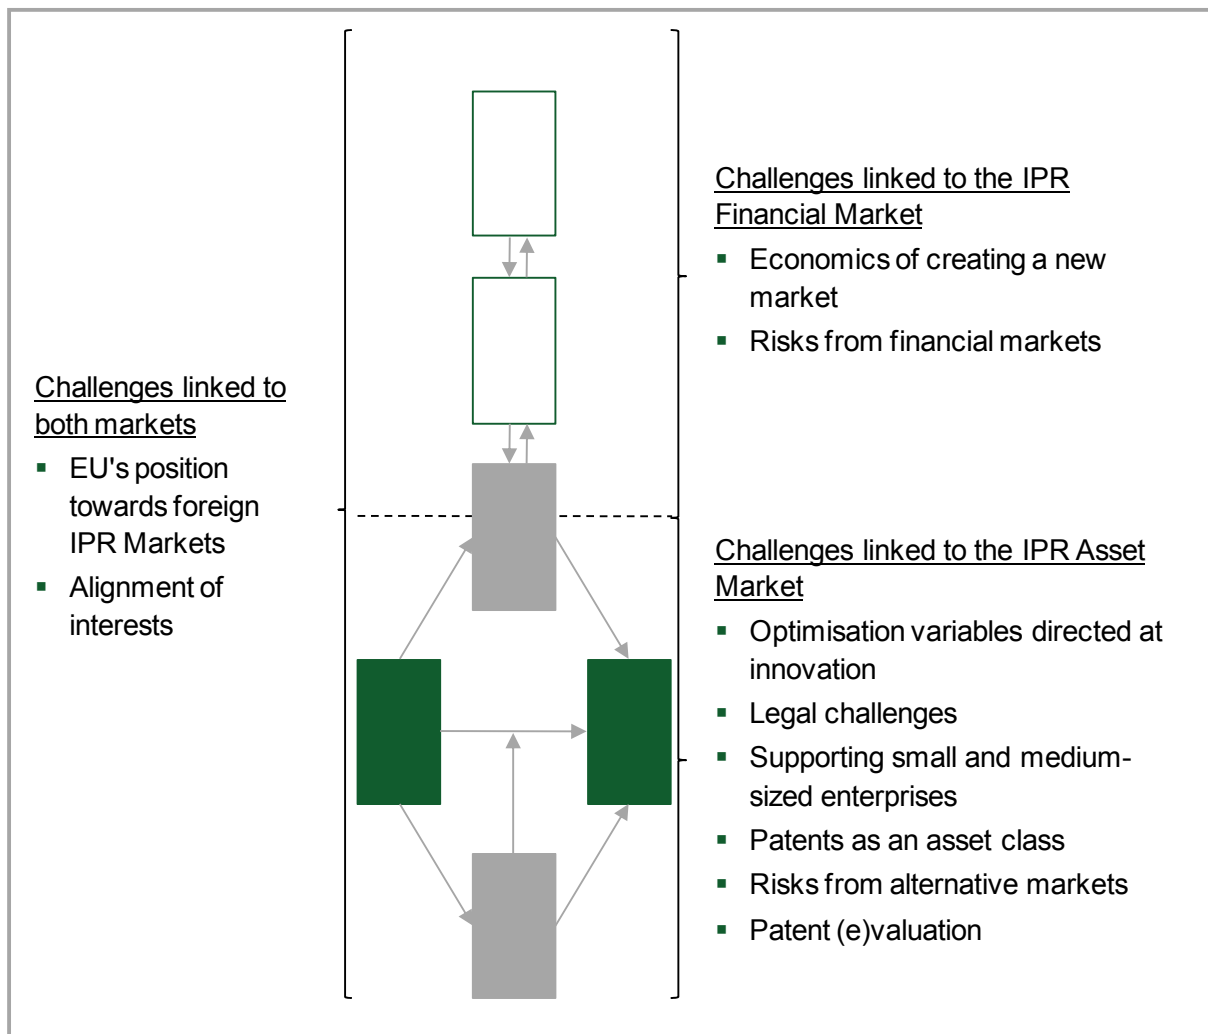 Challenges linked to
both markets
▪ EU's position
towards foreign
IPR Markets
▪ Alignment of
interests
Challenges linked to the IPR
Financial Market
▪ Economics of creating a new
market
▪ Risks from financial markets
Challenges linked to the IPR Asset
Market
▪ Optimisation variables directed at
innovation
▪ Legal challenges
▪ Supporting small and medium-
sized enterprises
▪ Patents as an asset class
▪ Risks from alternative markets
▪ Patent (e)valuation